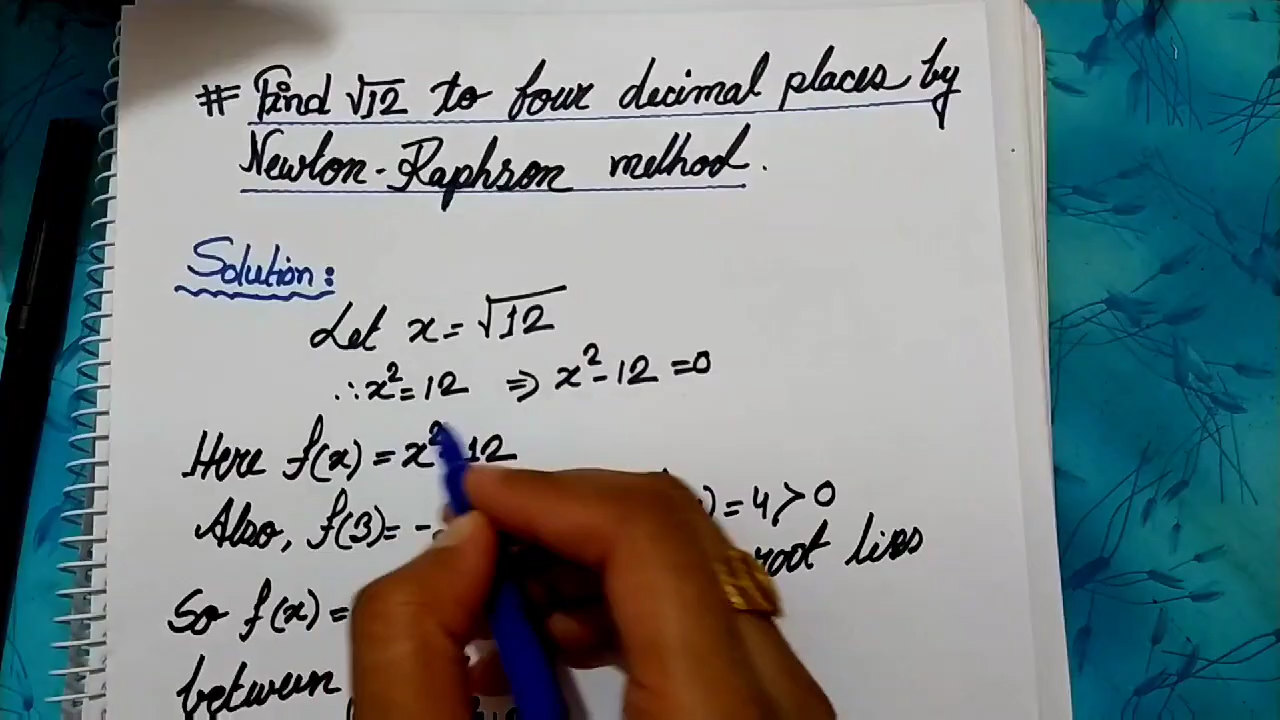 # Find √12 to four decimal places by
Newton-Raphson method.
Solution:
Let x = √12
∴ x² = 12 ⇒ x² - 12 = 0
Here f(x) = x² 12
Also, f(3) = - ) = 4 > 0
So f(x) = root lies
between